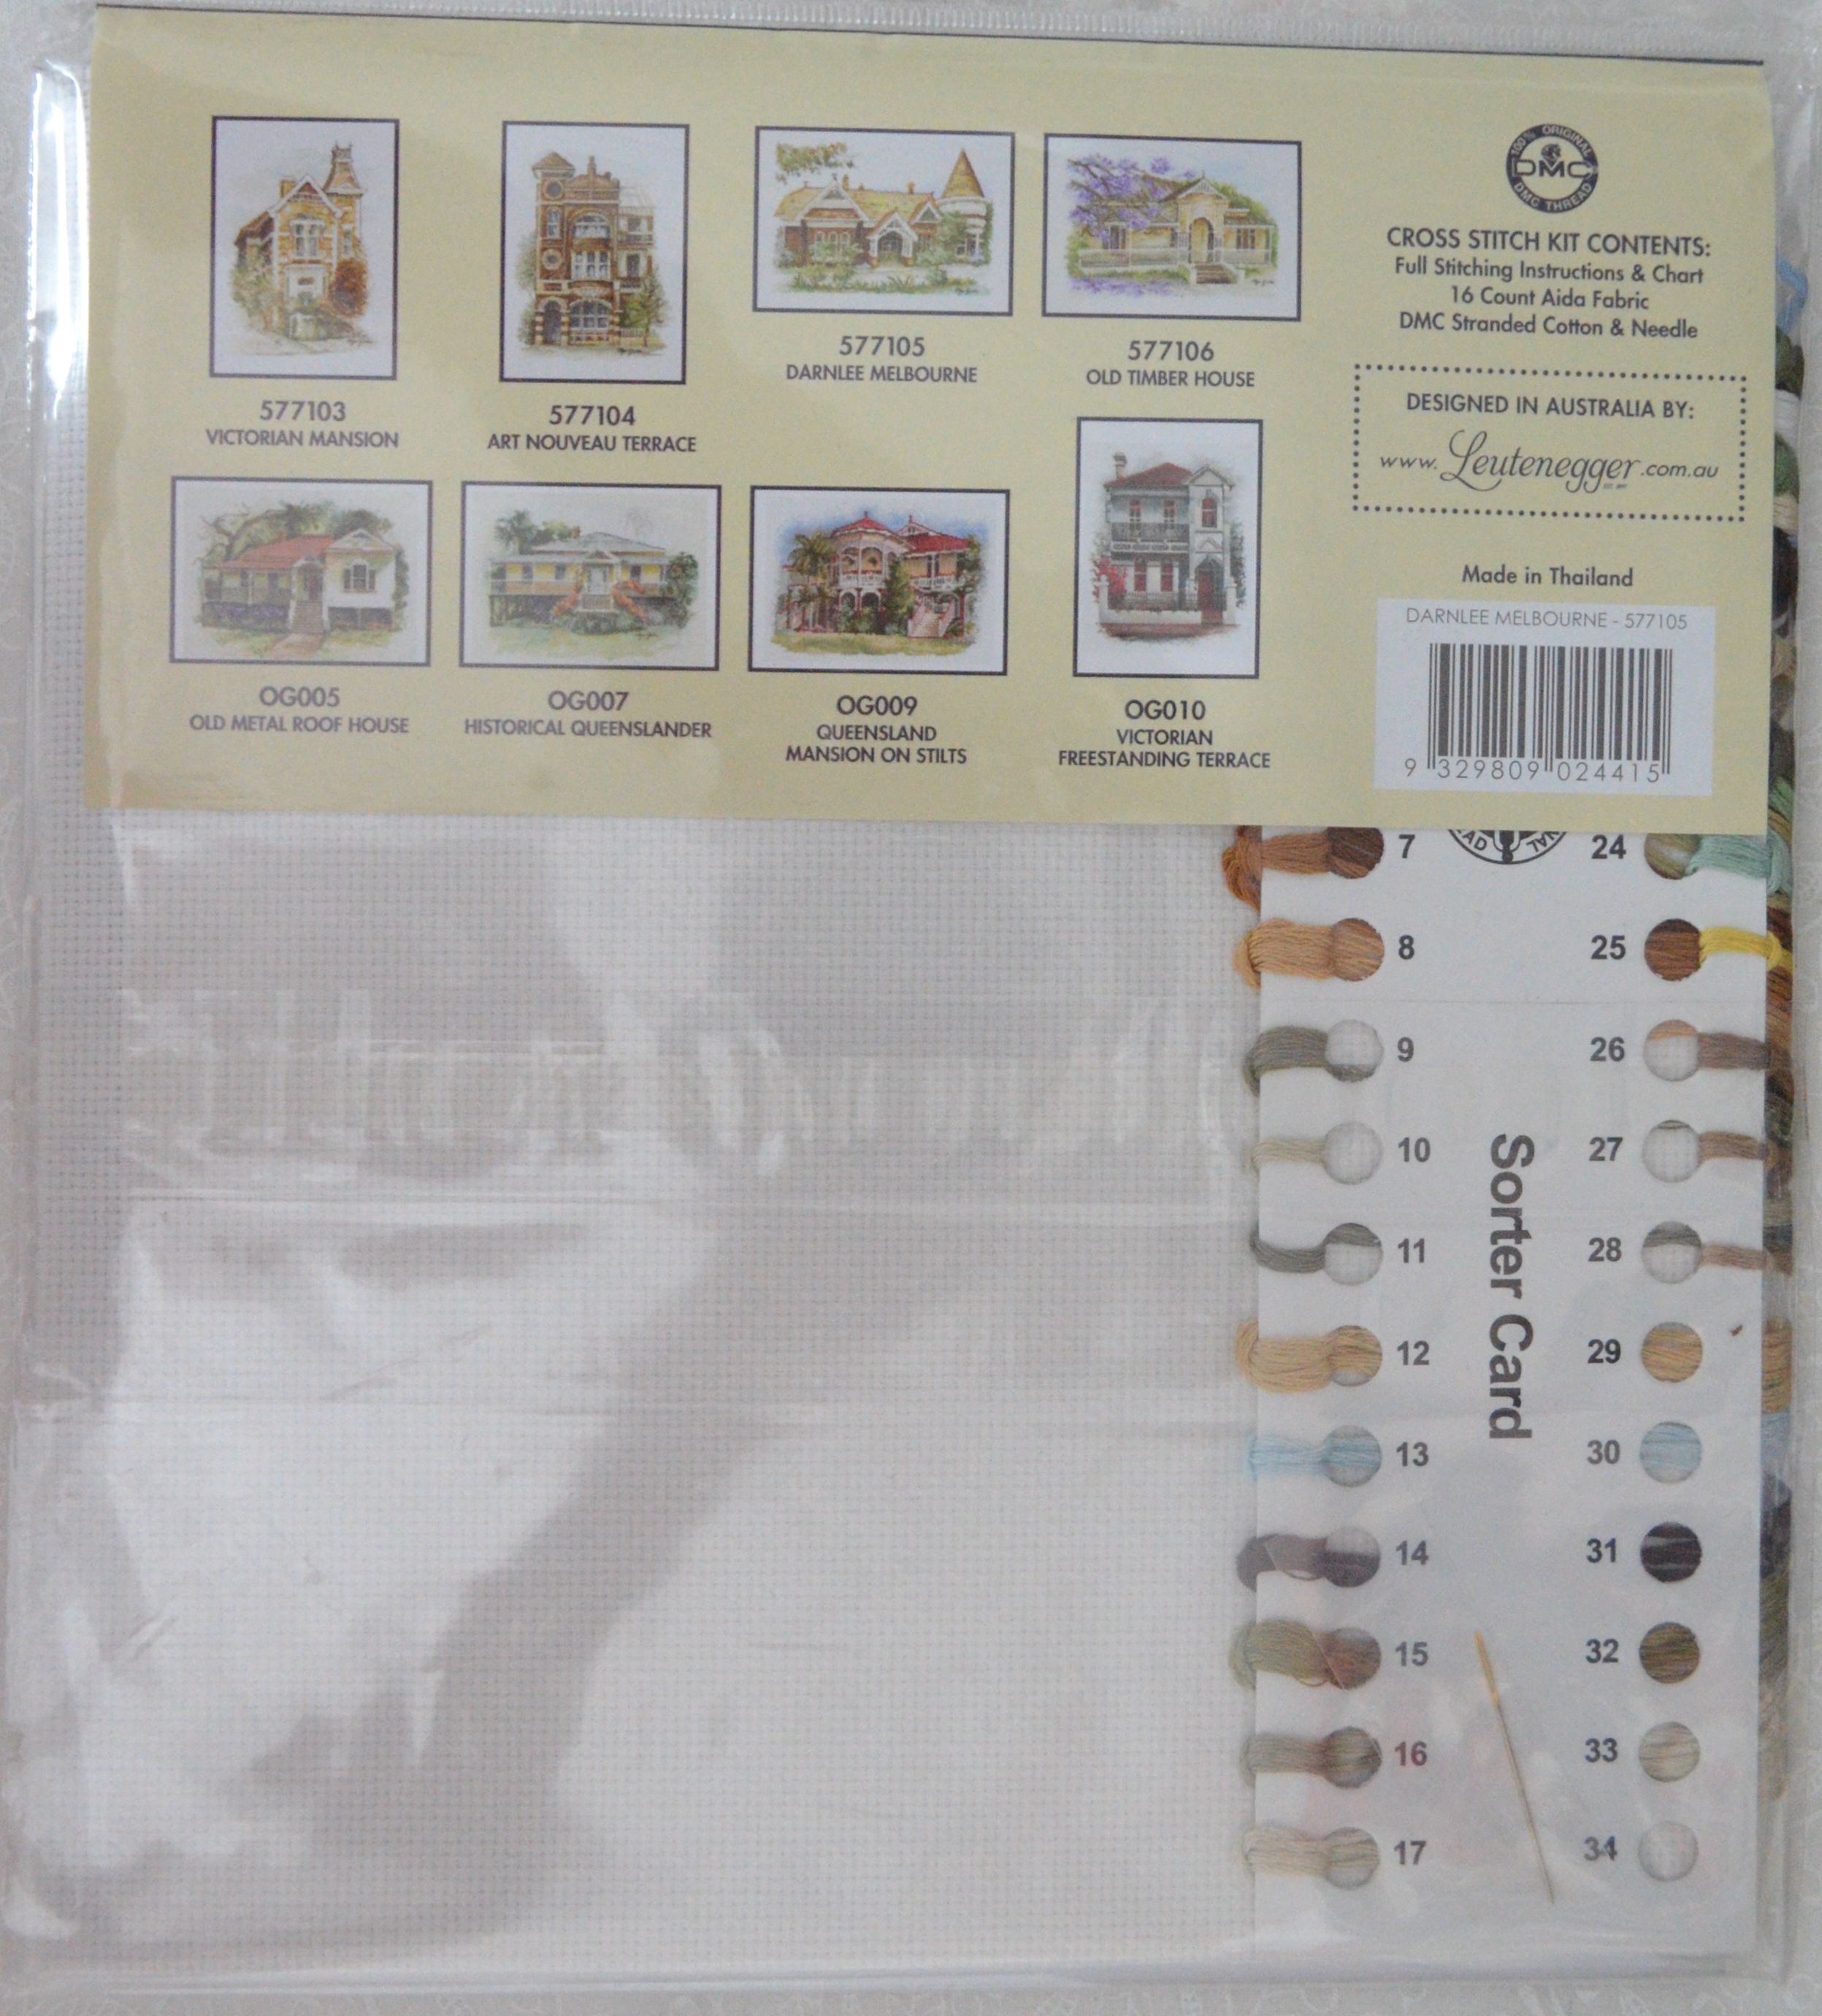 577103
VICTORIAN MANSION
577104
ART NOUVEAU TERRACE
577105
DARNLEE MELBOURNE
577106
OLD TIMBER HOUSE
OG005
OLD METAL ROOF HOUSE
OG007
HISTORICAL QUEENSLANDER
OG009
QUEENSLAND
MANSION ON STILTS
OG010
VICTORIAN
FREESTANDING TERRACE
100% ORIGINAL
DMC
DMC THREAD
CROSS STITCH KIT CONTENTS:
Full Stitching Instructions & Chart
16 Count Aida Fabric
DMC Stranded Cotton & Needle
DESIGNED IN AUSTRALIA BY:
www.Leutenegger.com.au
Made in Thailand
DARNLEE MELBOURNE - 577105
9 329809 024415
7 24
8 25
9 26
10 27
11 28
12 29
13 30
14 31
15 32
16 33
17 34
Sorter Card